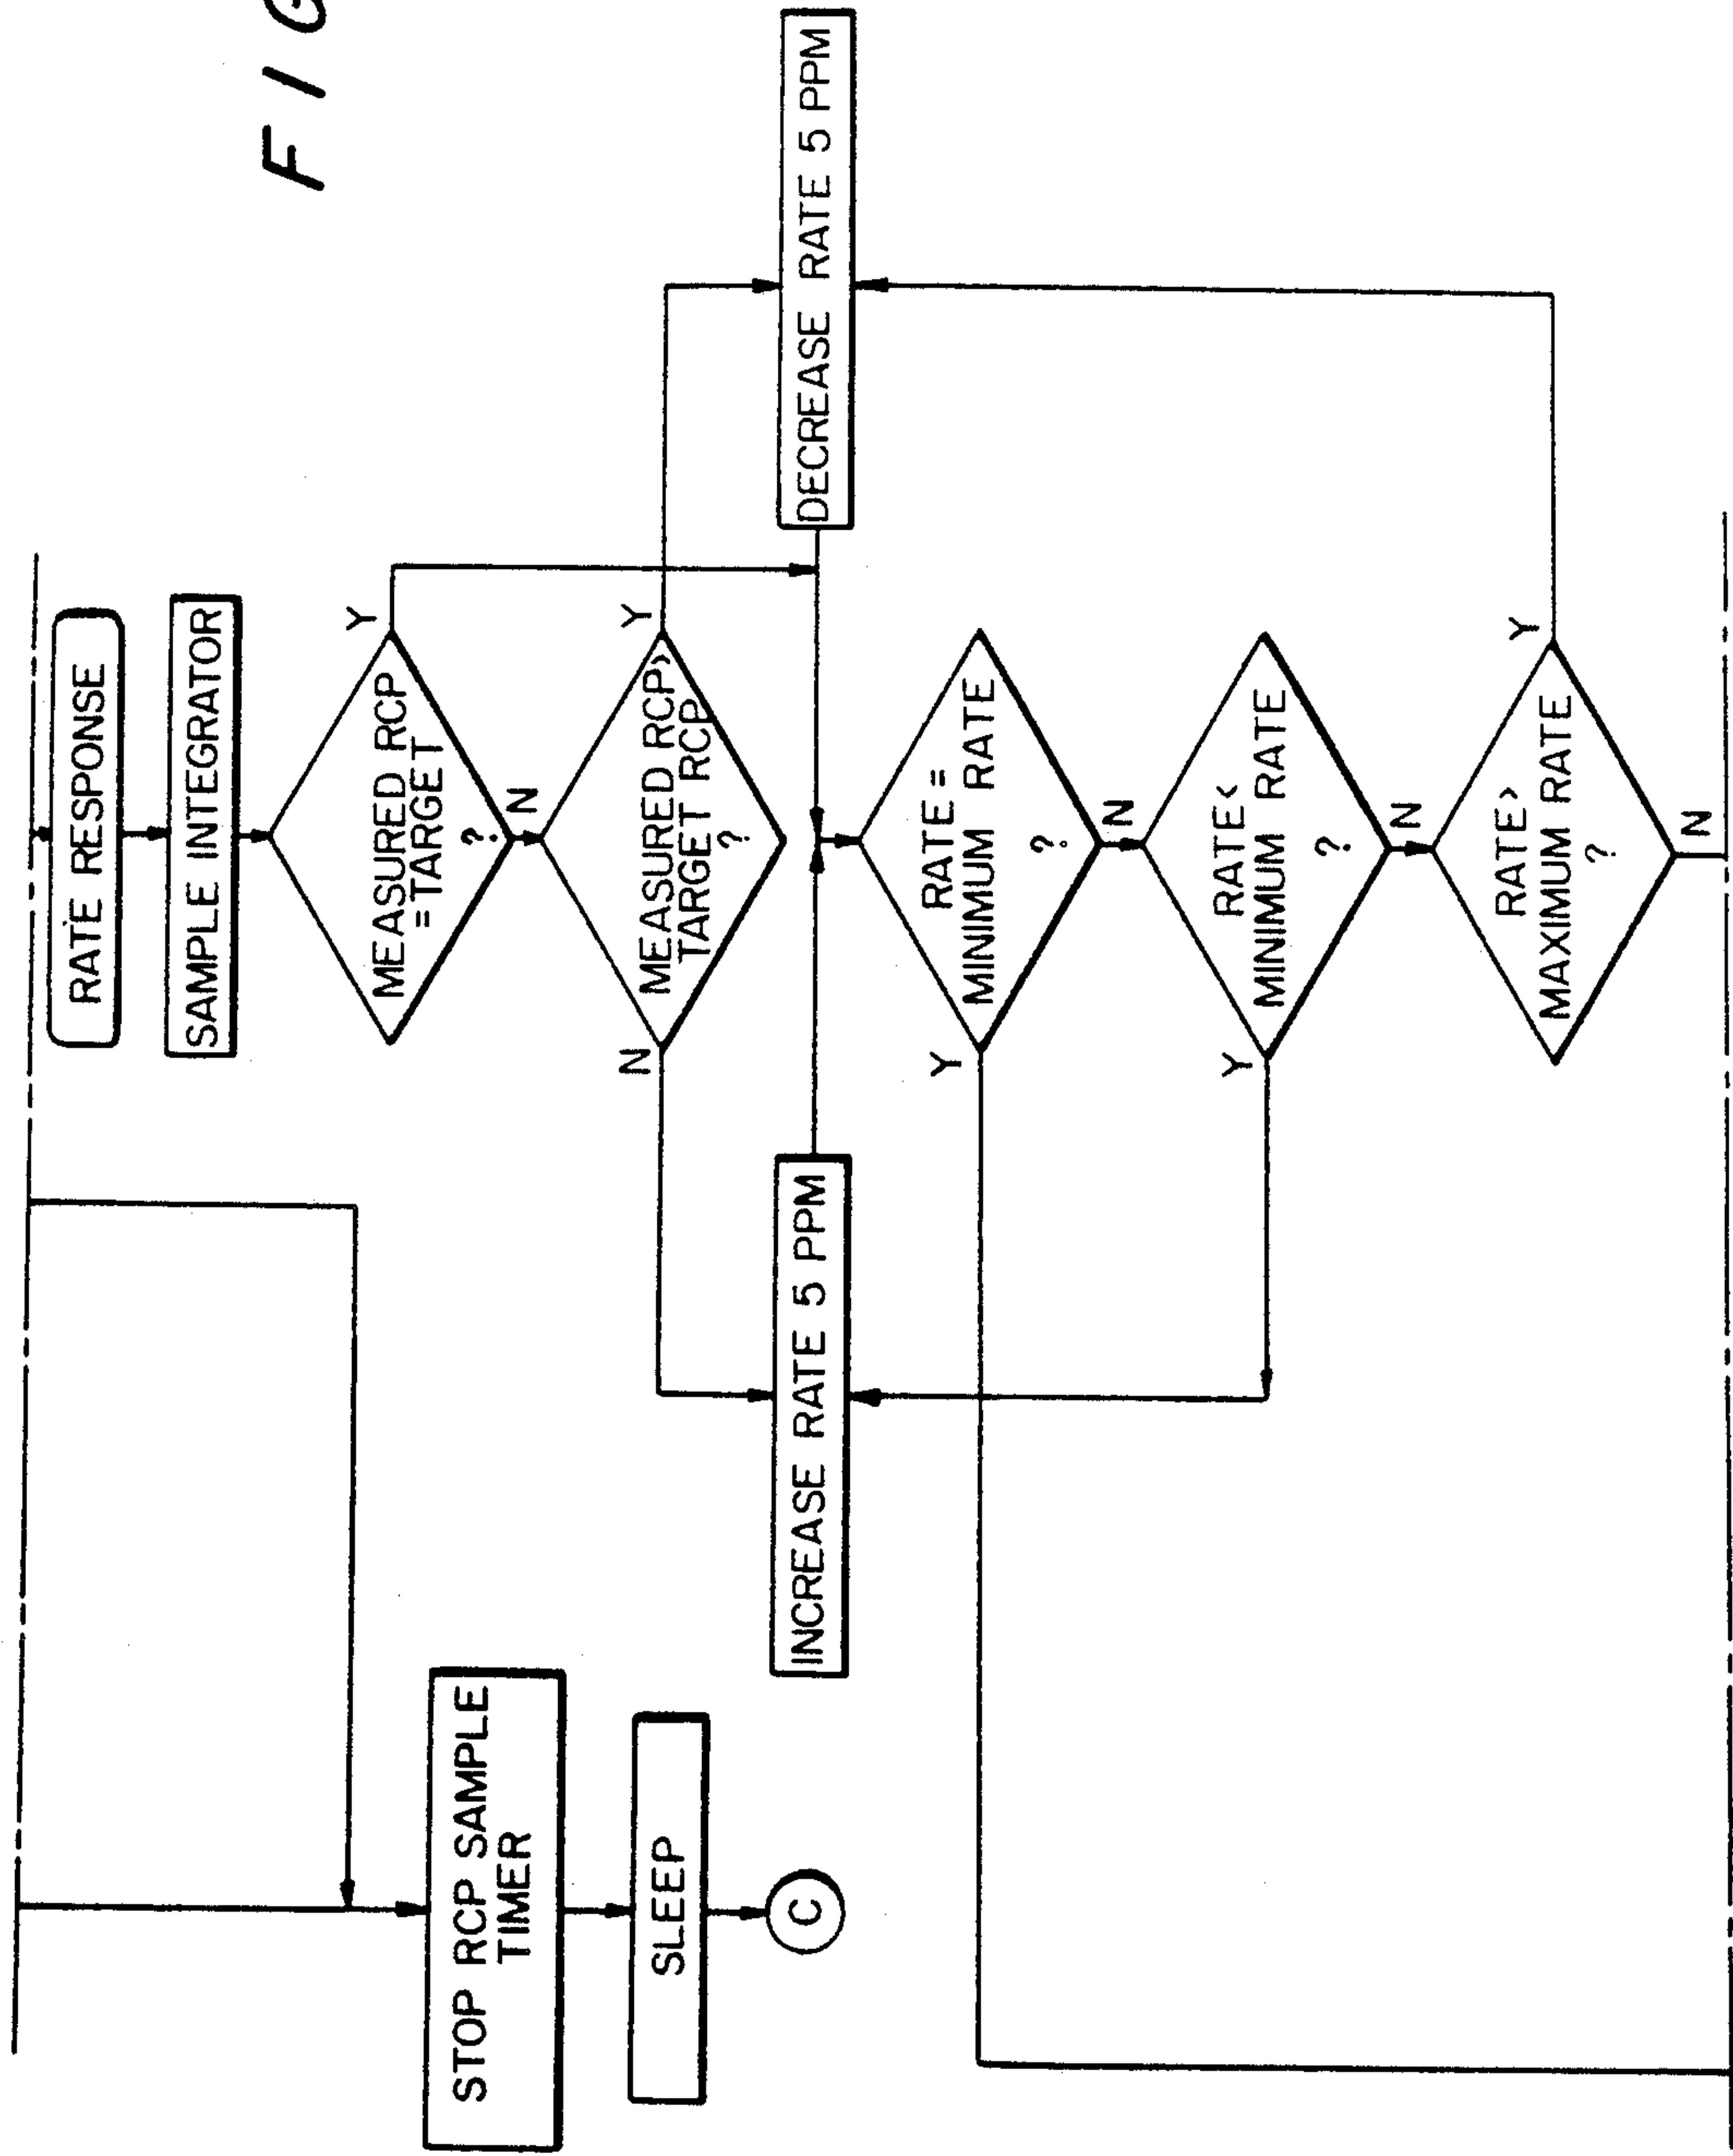 FIG
RATE RESPONSE
SAMPLE INTEGRATOR
MEASURED RCP
=TARGET
?
Y
N
MEASURED RCP>
TARGET RCP
?
Y
N
STOP RCP SAMPLE
TIMER
SLEEP
C
INCREASE RATE 5 PPM
DECREASE RATE 5 PPM
RATE =
MINIMUM RATE
?
Y
N
RATE<
MINIMUM RATE
?
Y
N
RATE>
MAXIMUM RATE
?
Y
N